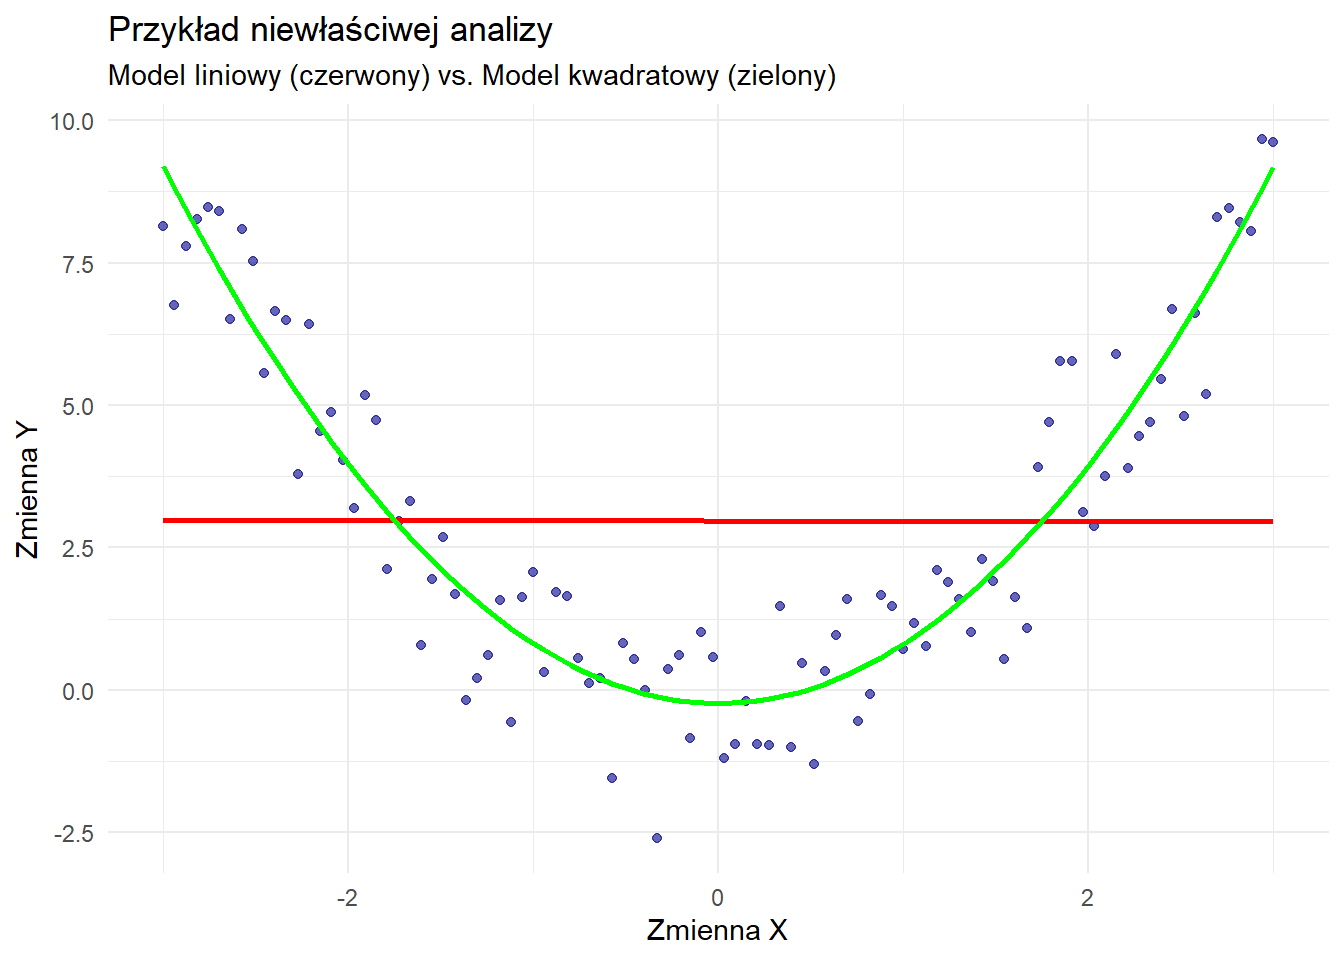 Przykład niewłaściwej analizy
Model liniowy (czerwony) vs. Model kwadratowy (zielony)
10.0
7.5
5.0
2.5
0.0
-2.5
Zmienna Y
-2
0
2
Zmienna X